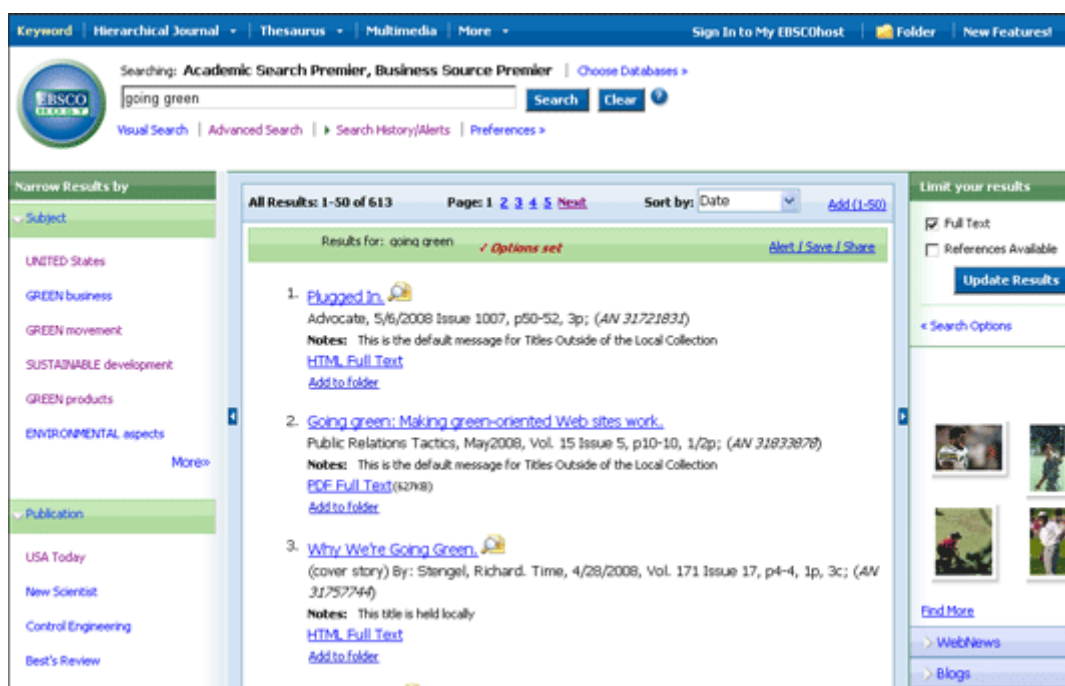 Keyword Hierarchical Journal Thesaurus Multimedia More Sign In to My EBSCOhost Folder New Features!
Searching: Academic Search Premier, Business Source Premier Choose Databases »
EBSCO
HOST
going green Search Clear ?
Visual Search Advanced Search Search History/Alerts Preferences »
Narrow Results by
Subject
UNITED States
GREEN business
GREEN movement
SUSTAINABLE development
GREEN products
ENVIRONMENTAL aspects
More»
Publication
USA Today
New Scientist
Control Engineering
Best's Review
All Results: 1-50 of 613 Page: 1 2 3 4 5 Next Sort by: Date Add (1-50)
Results for: going green ✓ Options set Alert / Save / Share
1. Plugged In.
Advocate, 5/6/2008 Issue 1007, p50-52, 3p; (AN 31721831)
Notes: This is the default message for Titles Outside of the Local Collection
HTML Full Text
Add to folder
2. Going green: Making green-oriented Web sites work.
Public Relations Tactics, May2008, Vol. 15 Issue 5, p10-10, 1/2p; (AN 31833878)
Notes: This is the default message for Titles Outside of the Local Collection
PDF Full Text(627KB)
Add to folder
3. Why We're Going Green.
(cover story) By: Stengel, Richard. Time, 4/28/2008, Vol. 171 Issue 17, p4-4, 1p, 3c; (AN
31757744)
Notes: This title is held locally
HTML Full Text
Add to folder
Limit your results
Full Text
References Available
Update Results
« Search Options
Find More
WebNews
Blogs